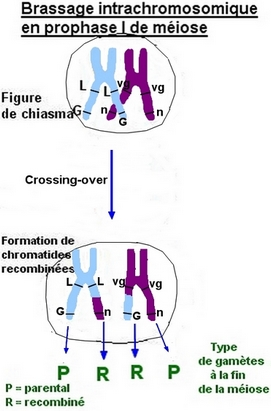 Brassage intrachromosomique
en prophase I de méiose
L L vg vg
Figure
de chiasma
G n G n
Crossing-over
Formation de
chromatides
recombinées
L L vg vg
G n G n
P R R P
Type
de gamètes
à la fin
de la méiose
P = parental
R = recombiné